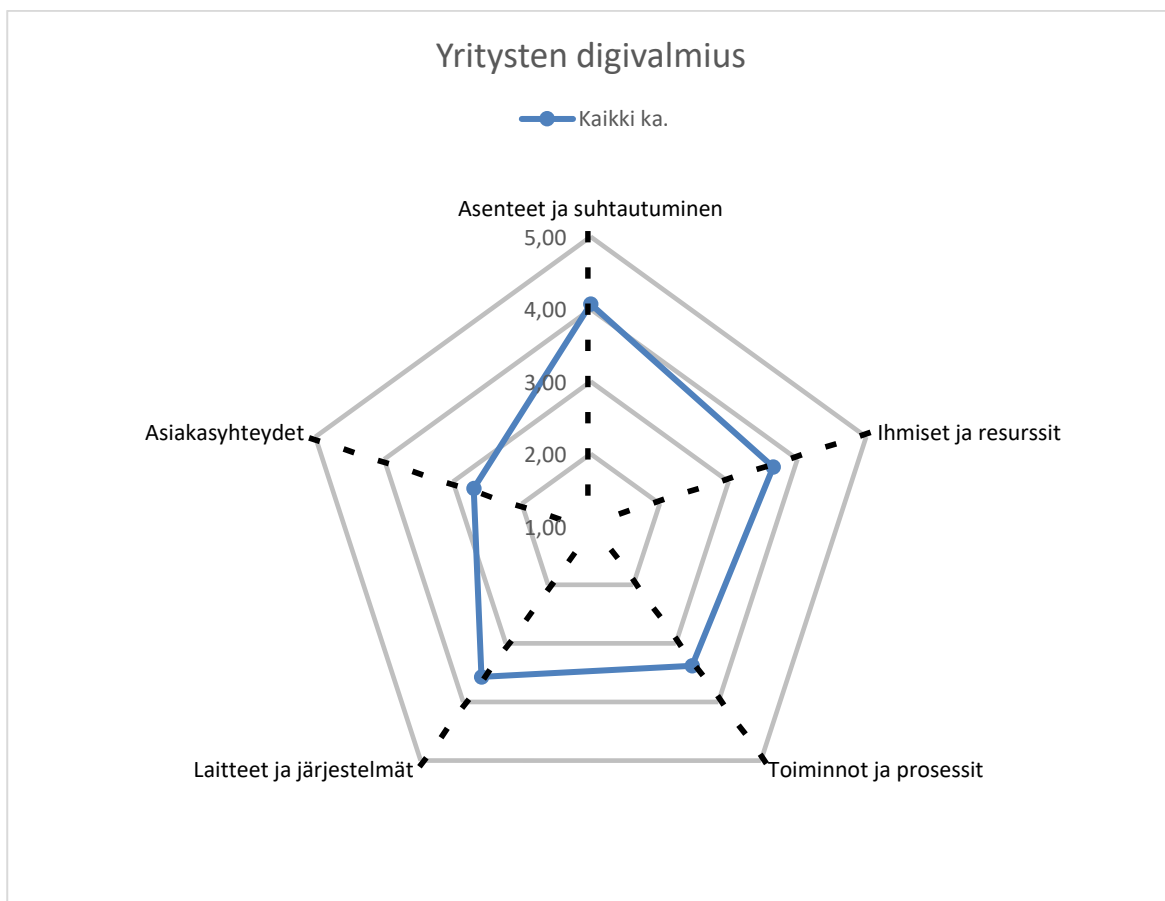 Yritysten digivalmius
Kaikki ka.
Asenteet ja suhtautuminen
5,00
4,00
3,00
2,00
1,00
Asiakasyhteydet
Ihmiset ja resurssit
Laitteet ja järjestelmät
Toiminnot ja prosessit